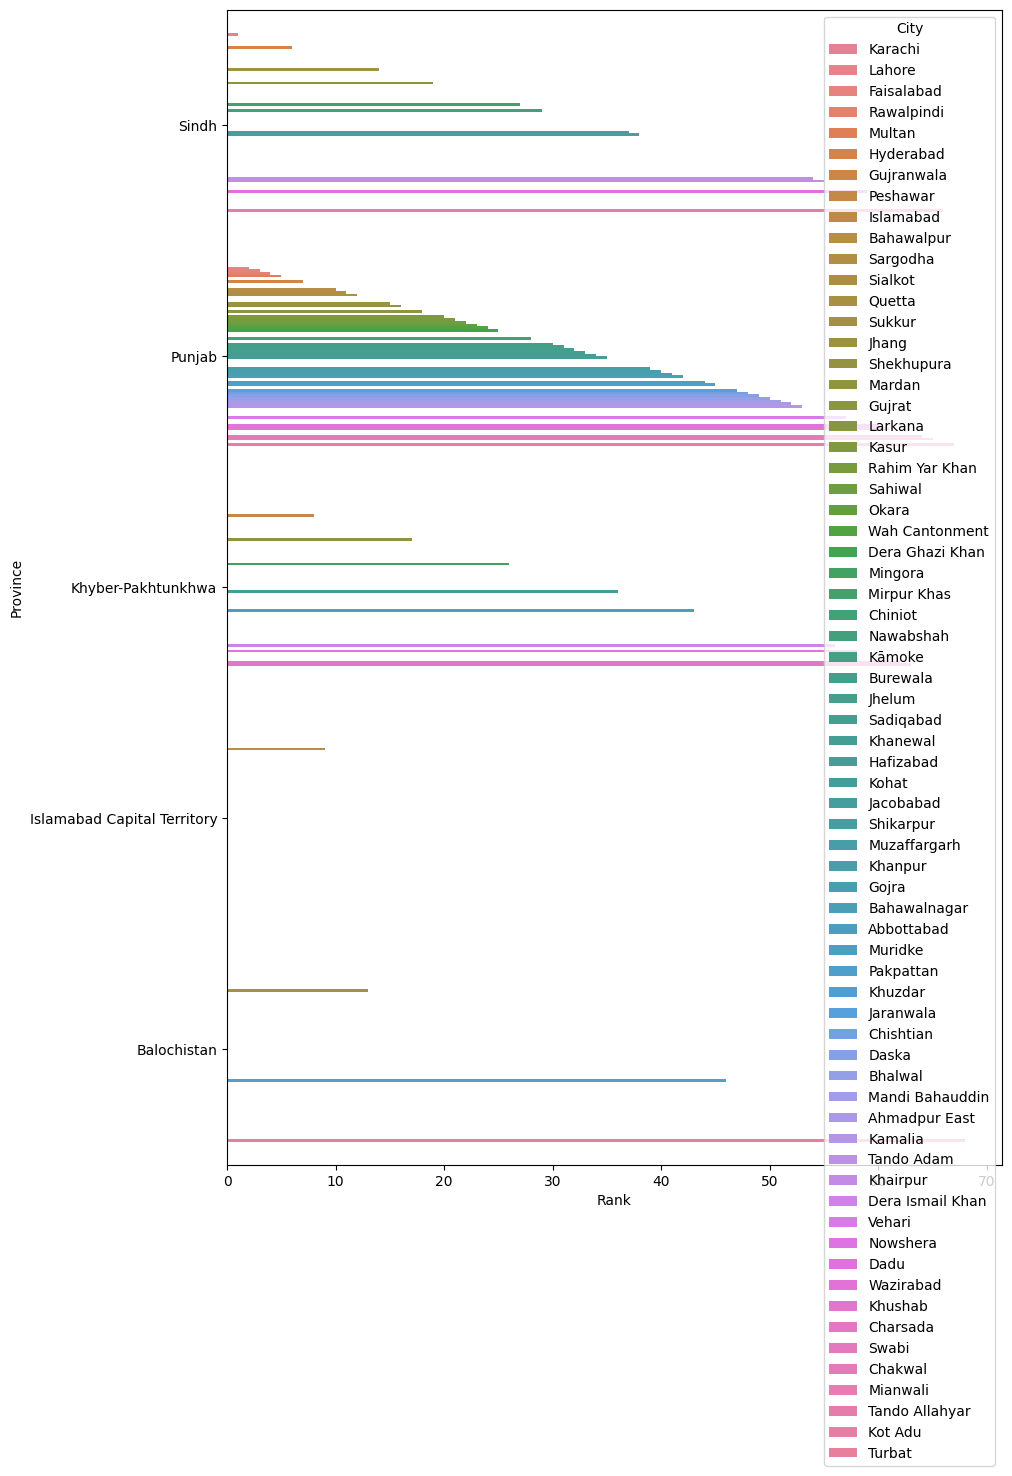 City
Karachi
Lahore
Faisalabad
Rawalpindi
Multan
Hyderabad
Gujranwala
Peshawar
Islamabad
Bahawalpur
Sargodha
Sialkot
Quetta
Sukkur
Jhang
Shekhupura
Mardan
Gujrat
Larkana
Kasur
Rahim Yar Khan
Sahiwal
Okara
Wah Cantonment
Dera Ghazi Khan
Mingora
Mirpur Khas
Chiniot
Nawabshah
Kāmoke
Burewala
Jhelum
Sadiqabad
Khanewal
Hafizabad
Kohat
Jacobabad
Shikarpur
Muzaffargarh
Khanpur
Gojra
Bahawalnagar
Abbottabad
Muridke
Pakpattan
Khuzdar
Jaranwala
Chishtian
Daska
Bhalwal
Mandi Bahauddin
Ahmadpur East
Kamalia
Tando Adam
Khairpur
Dera Ismail Khan
Vehari
Nowshera
Dadu
Wazirabad
Khushab
Charsada
Swabi
Chakwal
Mianwali
Tando Allahyar
Kot Adu
Turbat
Province
Sindh
Punjab
Khyber-Pakhtunkhwa
Islamabad Capital Territory
Balochistan
0 10 20 30 40 50 70
Rank